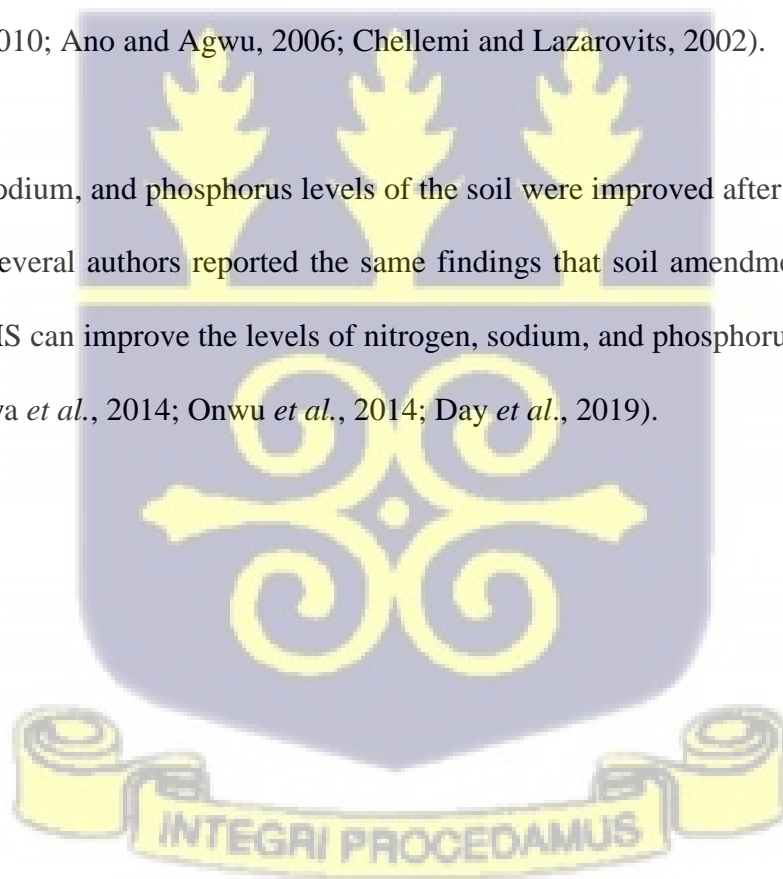 010; Ano and Agwu, 2006; Chellemi and Lazarovits, 2002).
odium, and phosphorus levels of the soil were improved after
everal authors reported the same findings that soil amendm
IS can improve the levels of nitrogen, sodium, and phosphoru
va et al., 2014; Onwu et al., 2014; Day et al., 2019).
INTEGRI PROCEDAMUS